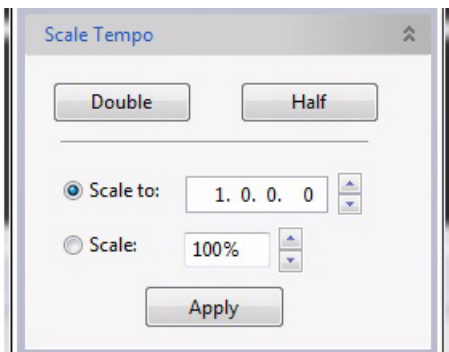 Scale Tempo
Double Half
Scale to: 1. 0. 0. 0
Scale: 100%
Apply